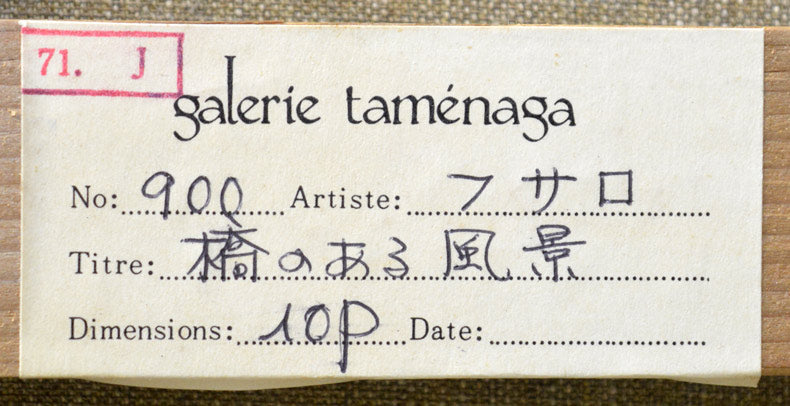 71. J
galerie taménaga
No: 900 Artiste: フサロ
Titre: 橋のある風景
Dimensions: 10P Date: